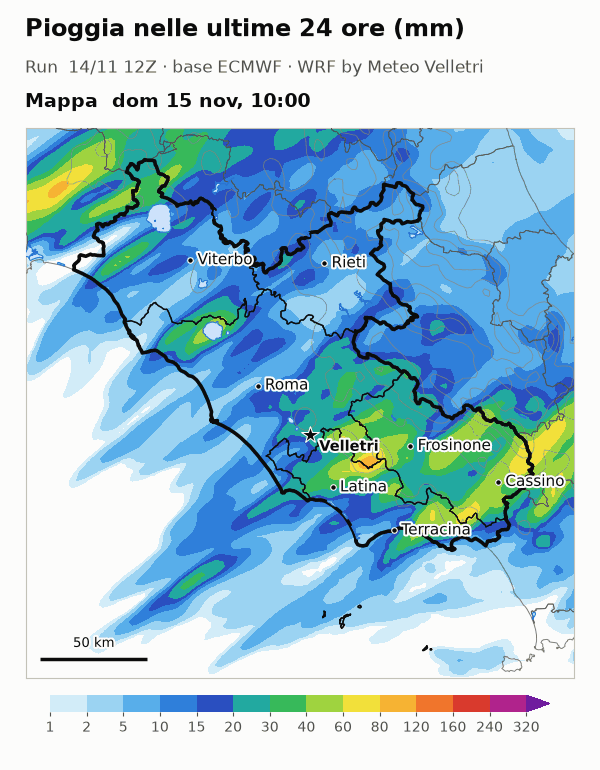 Pioggia nelle ultime 24 ore (mm)
Run 14/11 12Z · base ECMWF · WRF by Meteo Velletri
Mappa dom 15 nov, 10:00
Viterbo
Rieti
Roma
Velletri
Frosinone
Cassino
Latina
Terracina
50 km
1 2 5 10 15 20 30 40 60 80 120 160 240 320